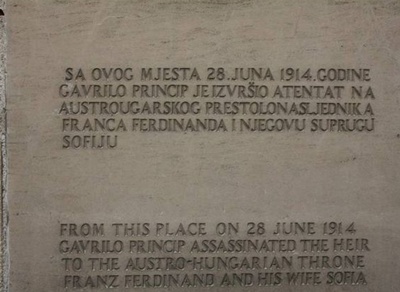 SA OVOG MJESTA 28.JUNA 1914.GODINE
GAVRILO PRINCIP JE IZVRŠIO ATENTAT NA
AUSTROUGARSKOG PRESTOLONASLJEDNIKA
FRANCA FERDINANDA I NJEGOVU SUPRUGU
SOFIJU
FROM THIS PLACE ON 28 JUNE 1914
GAVRILO PRINCIP ASSASSINATED THE HEIR
TO THE AUSTRO-HUNGARIAN THRONE
FRANZ FERDINAND AND HIS WIFE SOFIA